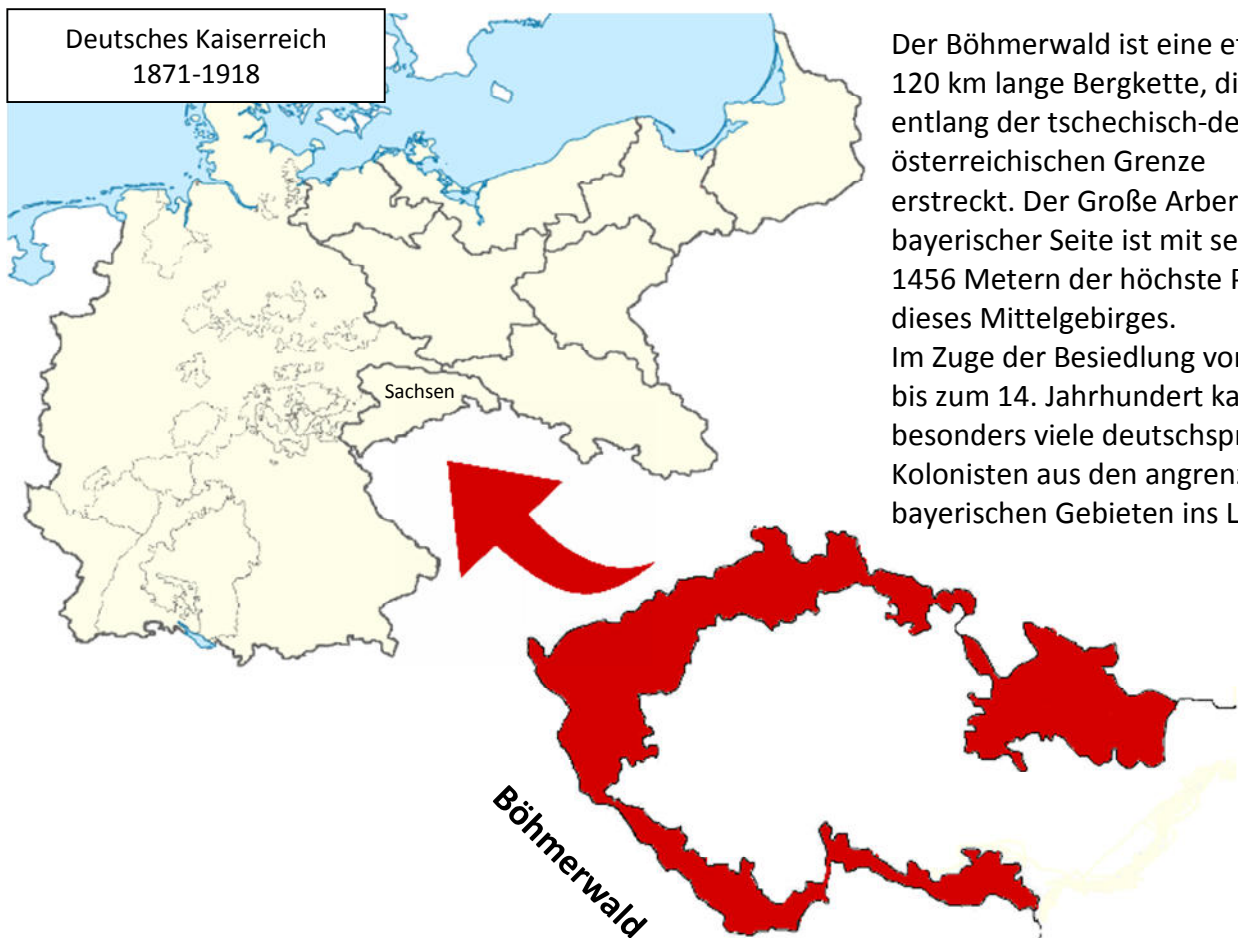 Deutsches Kaiserreich
1871-1918
Der Böhmerwald ist eine
120 km lange Bergkette,
entlang der
österreichischen Grenze
erstreckt. Der Große Arber
bayerischer Seite ist mit
1456 Metern der höchste
dieses Mittelgebirges.
Im Zuge der Besiedlung
bis zum 14. Jahrhundert
besonders viele
Kolonisten aus den
bayerischen Gebieten ins
Sachsen
Böhmerwald